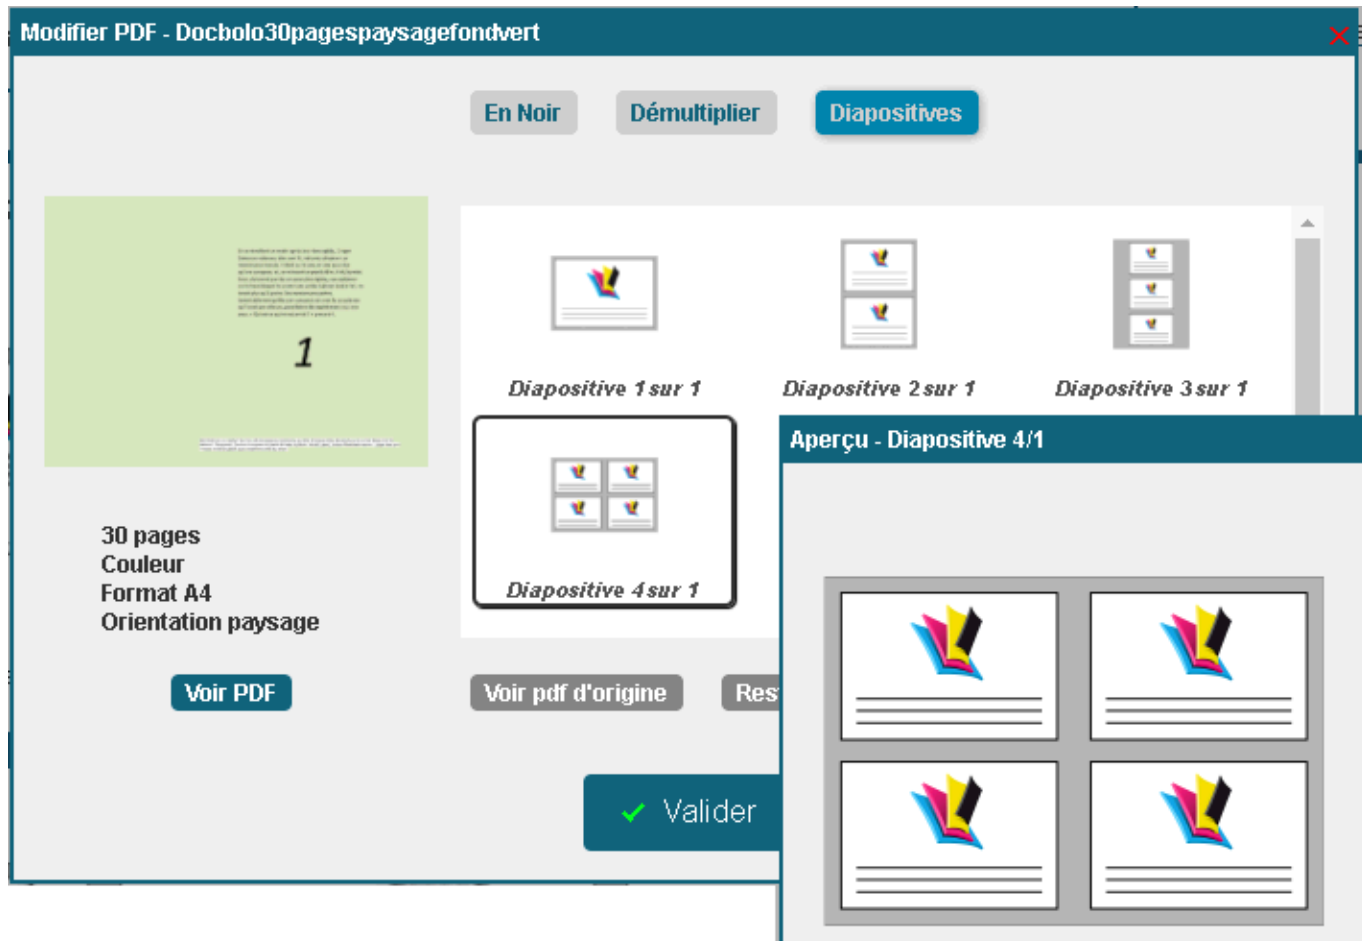 Modifier PDF - Docbolo30pagespaysagefondvert
En Noir
Démultiplier
Diapositives
1
Diapositive 1 sur 1
Diapositive 2 sur 1
Diapositive 3 sur 1
Diapositive 4 sur 1
Aperçu - Diapositive 4/1
30 pages
Couleur
Format A4
Orientation paysage
Voir PDF
Voir pdf d'origine
Res
Valider